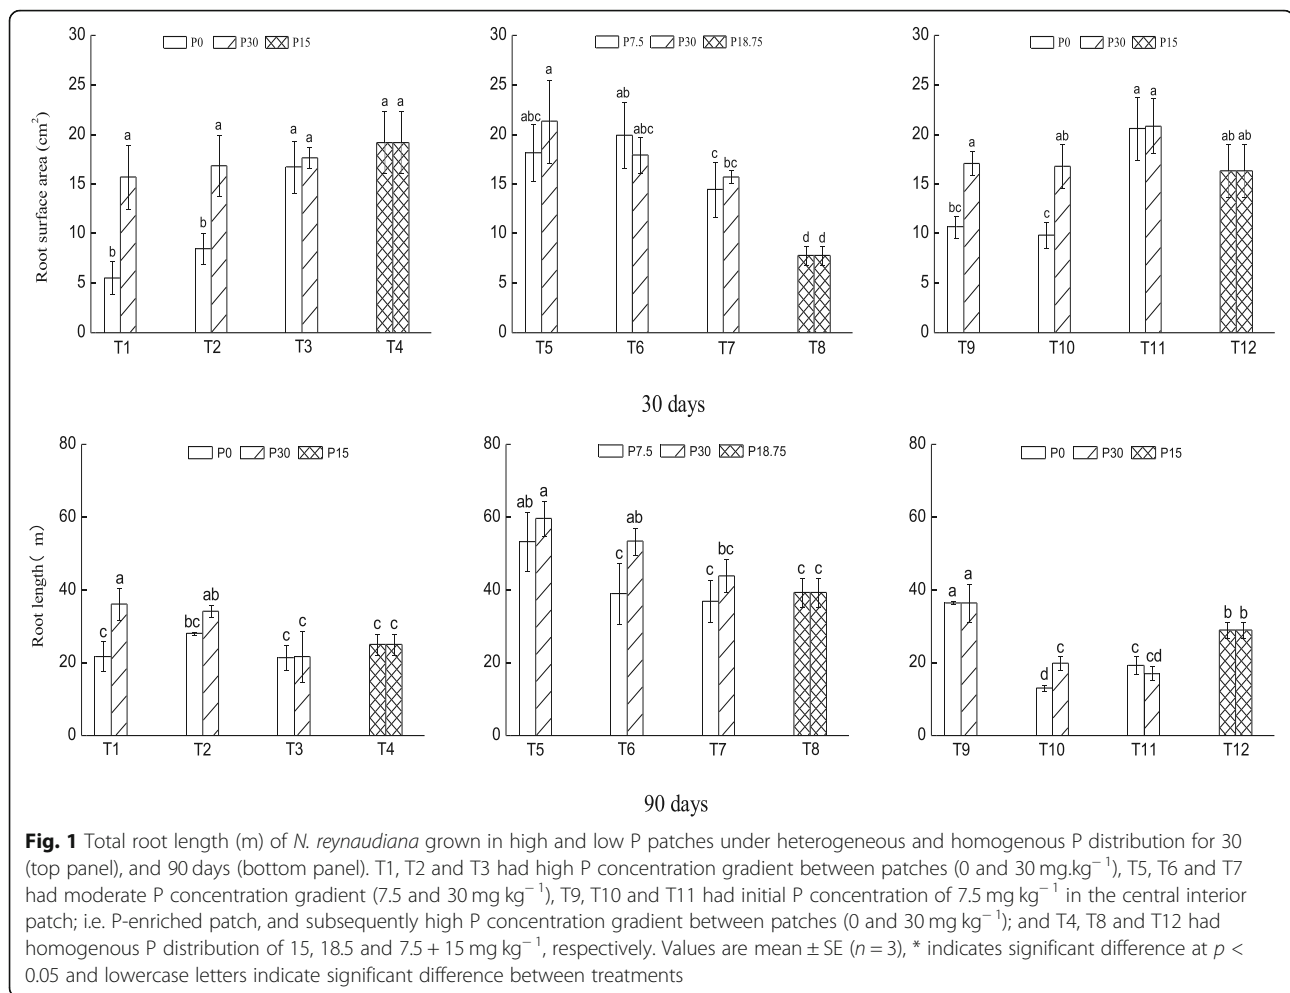 30
25
20
15
10
5
0
Root surface area (cm²)
P0 P30 P15
b a b a a a a a
T1 T2 T3 T4
30
25
20
15
10
5
0
P7.5 P30 P18.75
abc a ab abc c bc d d
T5 T6 T7 T8
30
25
20
15
10
5
0
P0 P30 P15
bc a c ab a a ab ab
T9 T10 T11 T12
30 days
80
60
40
20
0
Root length( m)
P0 P30 P15
c a bc ab c c c c
T1 T2 T3 T4
80
60
40
20
0
P7.5 P30 P18.75
ab a c ab c bc c c
T5 T6 T7 T8
80
60
40
20
0
P0 P30 P15
a a d c c cd b b
T9 T10 T11 T12
90 days
Fig. 1 Total root length (m) of N. reynaudiana grown in high and low P patches under heterogeneous and homogenous P distribution for 30
(top panel), and 90 days (bottom panel). T1, T2 and T3 had high P concentration gradient between patches (0 and 30 mg.kg⁻¹), T5, T6 and T7
had moderate P concentration gradient (7.5 and 30 mg kg⁻¹), T9, T10 and T11 had initial P concentration of 7.5 mg kg⁻¹ in the central interior
patch; i.e. P-enriched patch, and subsequently high P concentration gradient between patches (0 and 30 mg kg⁻¹); and T4, T8 and T12 had
homogenous P distribution of 15, 18.5 and 7.5 + 15 mg kg⁻¹, respectively. Values are mean ± SE (n = 3), * indicates significant difference at p <
0.05 and lowercase letters indicate significant difference between treatments